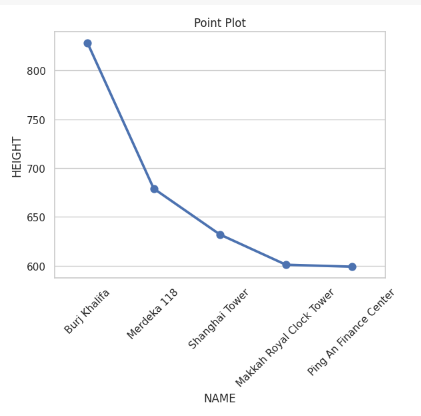 Point Plot
HEIGHT
800
750
700
650
600
Burj Khalifa
Merdeka 118
Shanghai Tower
Makkah Royal Clock Tower
Ping An Finance Center
NAME